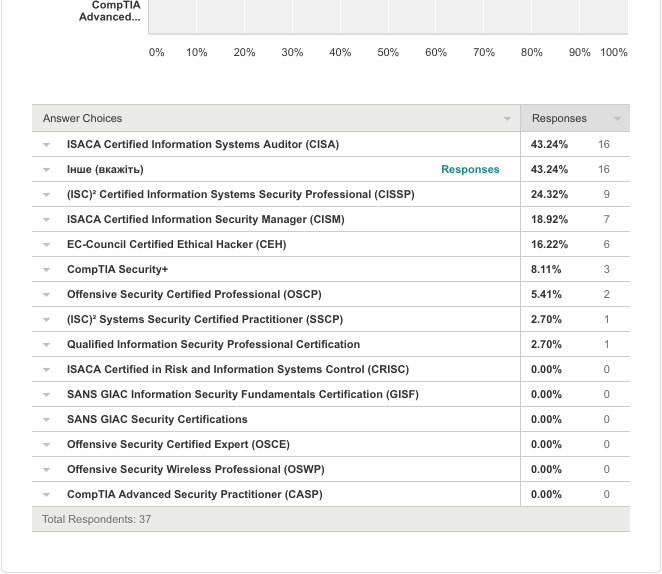 CompTIA
Advanced...
0% 10% 20% 30% 40% 50% 60% 70% 80% 90% 100%
Answer Choices Responses
ISACA Certified Information Systems Auditor (CISA) 43.24% 16
Інше (вкажіть) Responses 43.24% 16
(ISC)² Certified Information Systems Security Professional (CISSP) 24.32% 9
ISACA Certified Information Security Manager (CISM) 18.92% 7
EC-Council Certified Ethical Hacker (CEH) 16.22% 6
CompTIA Security+ 8.11% 3
Offensive Security Certified Professional (OSCP) 5.41% 2
(ISC)² Systems Security Certified Practitioner (SSCP) 2.70% 1
Qualified Information Security Professional Certification 2.70% 1
ISACA Certified in Risk and Information Systems Control (CRISC) 0.00% 0
SANS GIAC Information Security Fundamentals Certification (GISF) 0.00% 0
SANS GIAC Security Certifications 0.00% 0
Offensive Security Certified Expert (OSCE) 0.00% 0
Offensive Security Wireless Professional (OSWP) 0.00% 0
CompTIA Advanced Security Practitioner (CASP) 0.00% 0
Total Respondents: 37